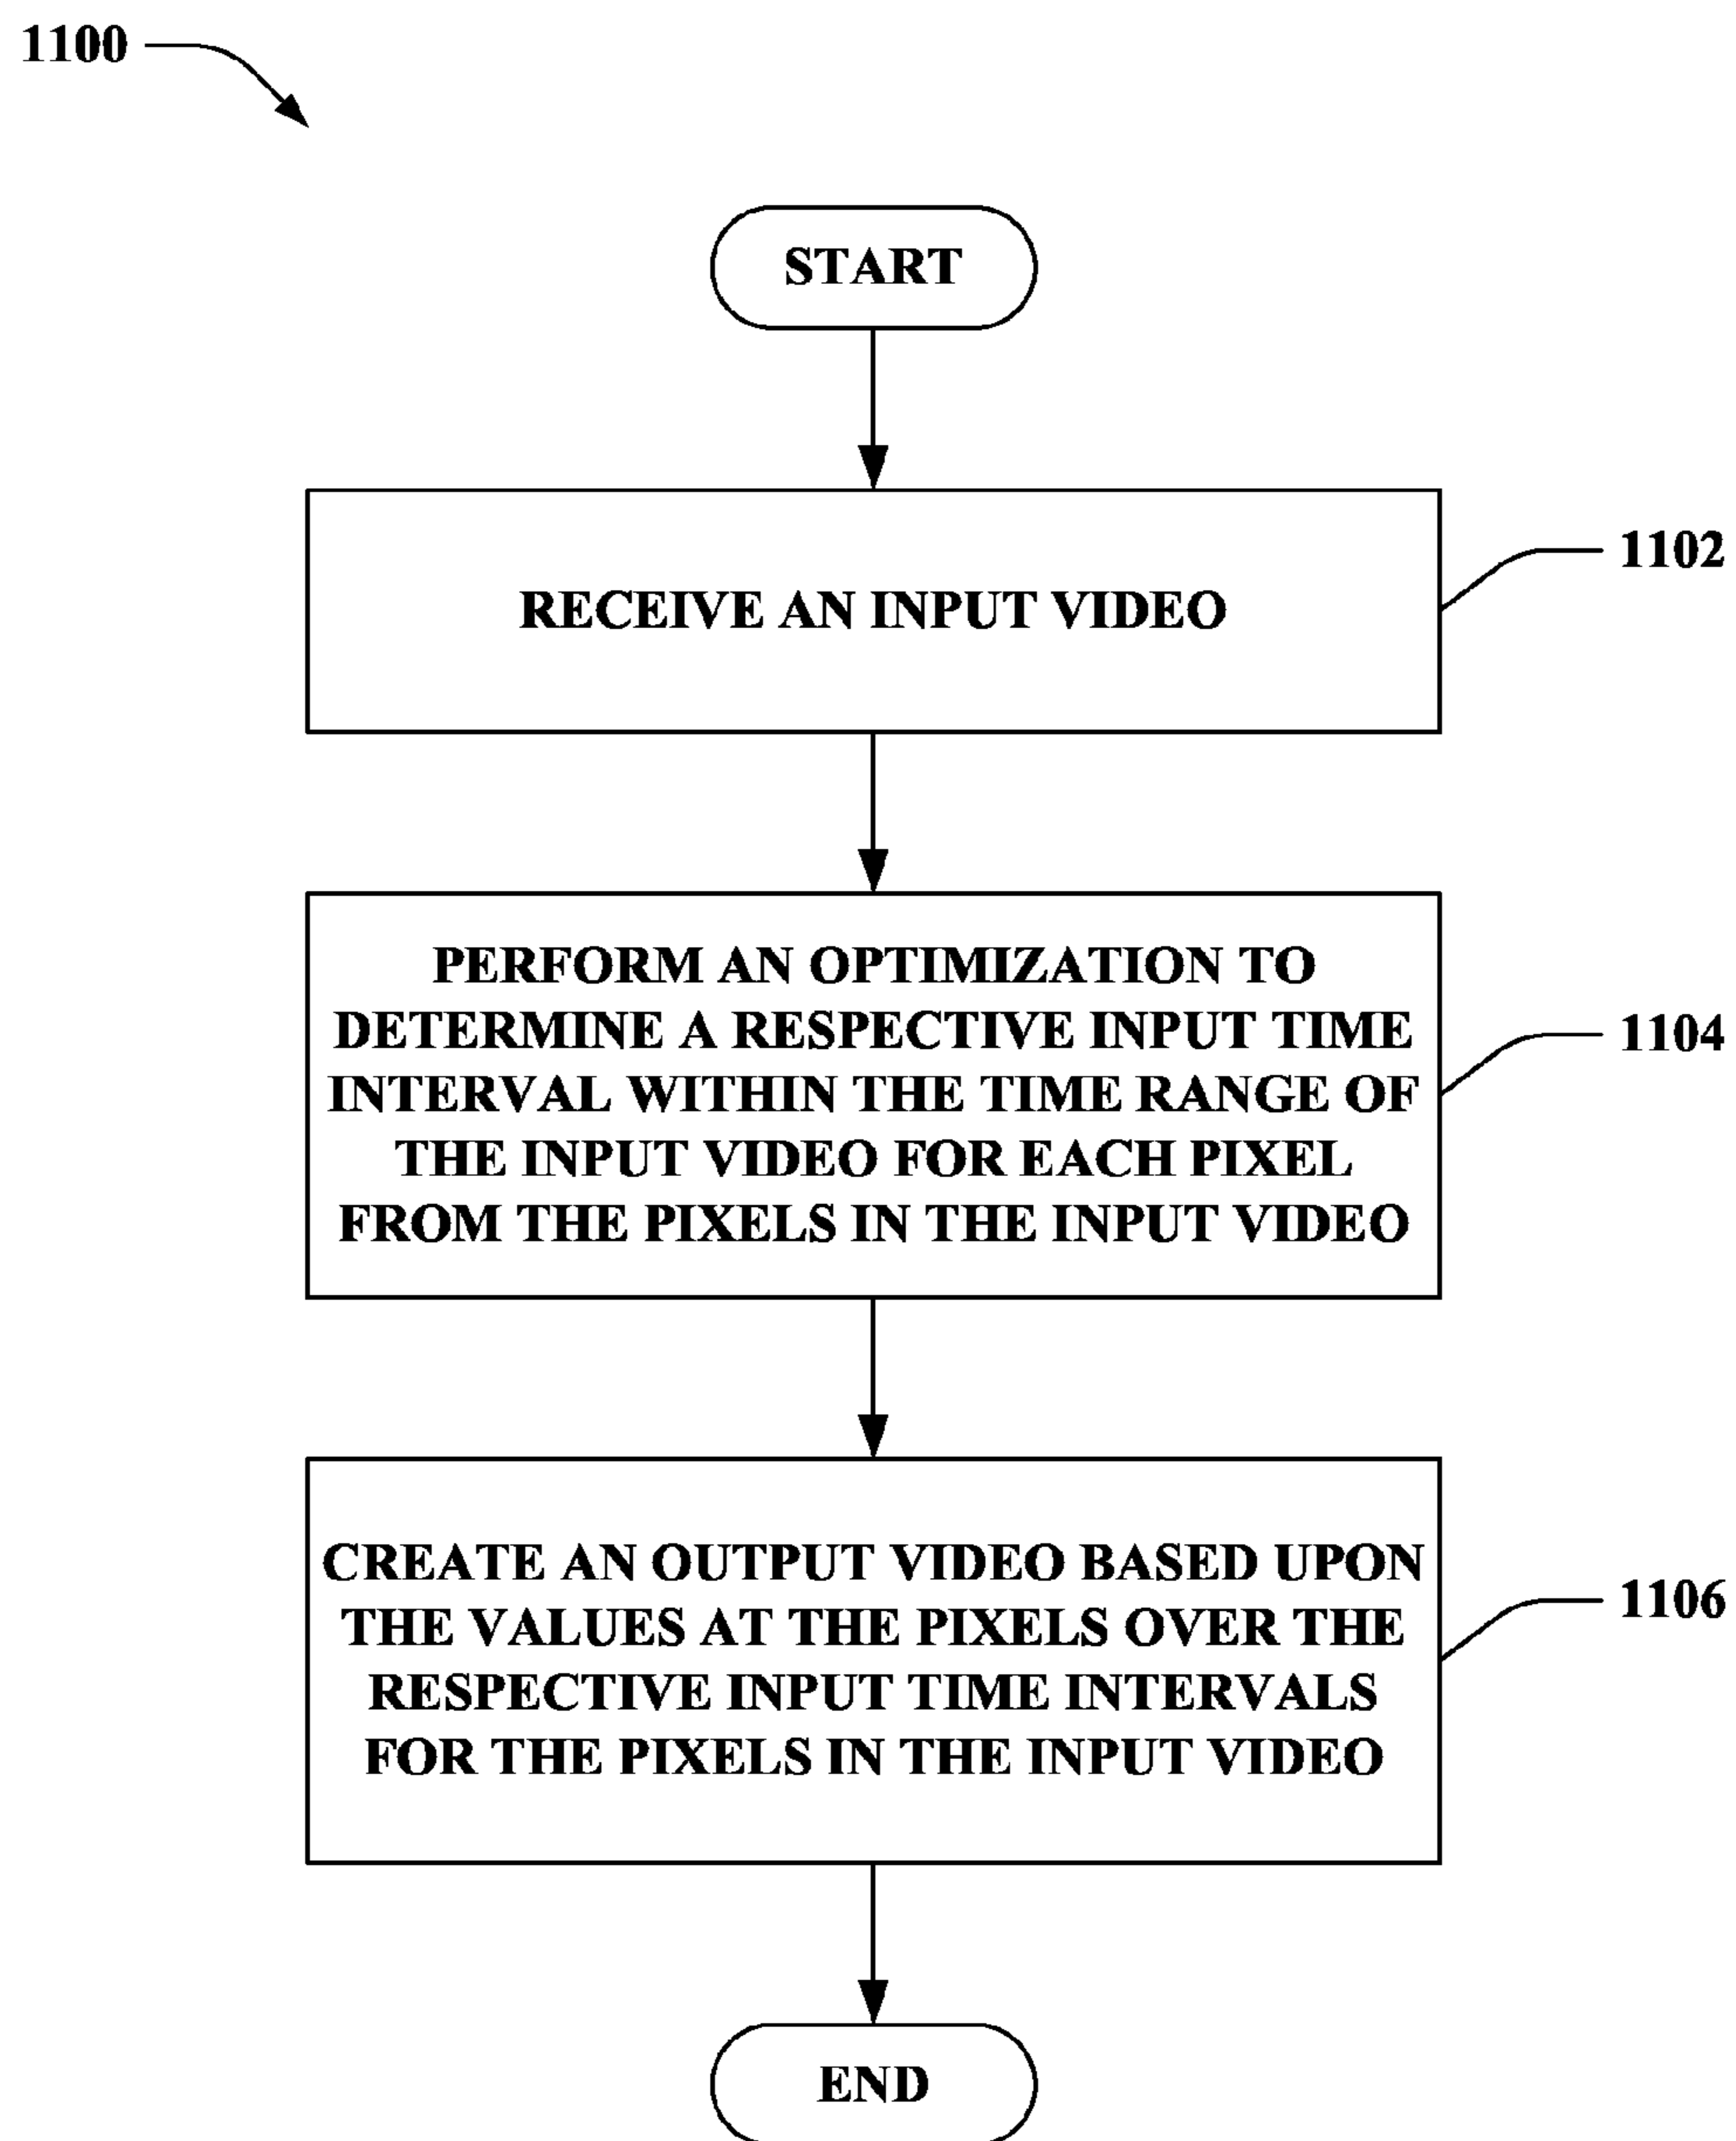 1100
START
RECEIVE AN INPUT VIDEO
1102
PERFORM AN OPTIMIZATION TO
DETERMINE A RESPECTIVE INPUT TIME
INTERVAL WITHIN THE TIME RANGE OF
THE INPUT VIDEO FOR EACH PIXEL
FROM THE PIXELS IN THE INPUT VIDEO
1104
CREATE AN OUTPUT VIDEO BASED UPON
THE VALUES AT THE PIXELS OVER THE
RESPECTIVE INPUT TIME INTERVALS
FOR THE PIXELS IN THE INPUT VIDEO
1106
END